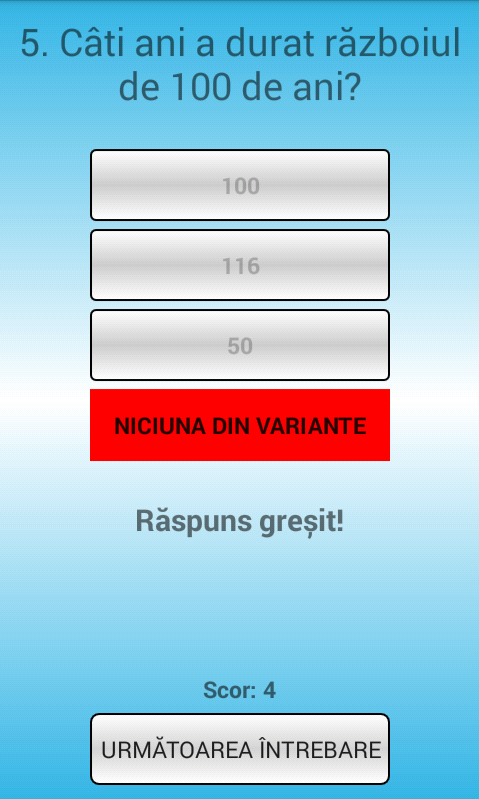 5. Câti ani a durat războiul
de 100 de ani?
100
116
50
NICIUNA DIN VARIANTE
Răspuns greșit!
Scor: 4
URMĂTOAREA ÎNTREBARE